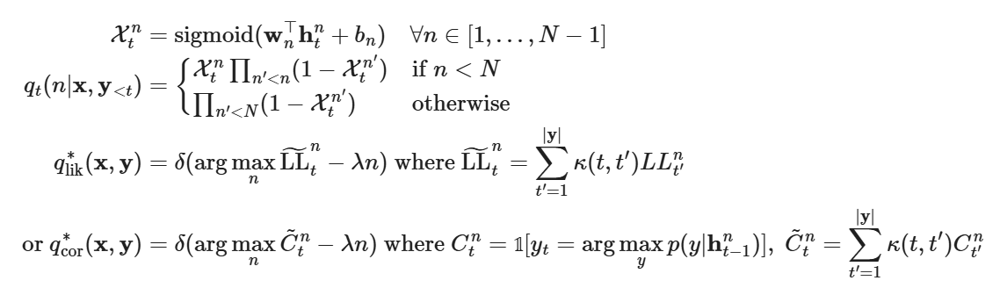 $\mathcal{X}_t^n = \text{sigmoid}(\mathbf{w}_n^\top \mathbf{h}_t^n + b_n) \quad \forall n \in [1, \ldots, N-1]$
$q_t(n|\mathbf{x}, \mathbf{y}_{<t}) = \begin{cases} \mathcal{X}_t^n \prod_{n'<n}(1 - \mathcal{X}_t^{n'}) & \text{if } n < N \\ \prod_{n'<N}(1 - \mathcal{X}_t^{n'}) & \text{otherwise} \end{cases}$
$q_{\text{lik}}^*(\mathbf{x}, \mathbf{y}) = \delta(\arg\max_n \widetilde{\text{LL}}_t^n - \lambda n) \text{ where } \widetilde{\text{LL}}_t^n = \sum_{t'=1}^{|\mathbf{y}|} \kappa(t, t') LL_{t'}^n$
$\text{or } q_{\text{cor}}^*(\mathbf{x}, \mathbf{y}) = \delta(\arg\max_n \tilde{C}_t^n - \lambda n) \text{ where } C_t^n = \mathbb{1}[y_t = \arg\max_y p(y|\mathbf{h}_{t-1}^n)], \ \tilde{C}_t^n = \sum_{t'=1}^{|\mathbf{y}|} \kappa(t, t') C_{t'}^n$